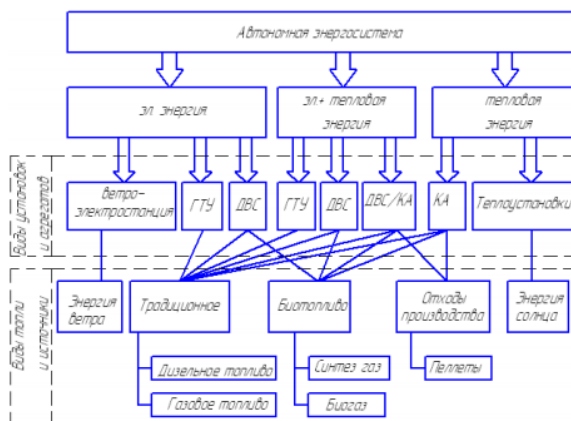 Автономная энергосистема
эл. энергия
эл.+ тепловая
энергия
тепловая
энергия
Виды установок
и агрегатов
ветро-
электростанция
ГТУ
ДВС
ГТУ
ДВС
ДВС/КА
КА
Теплоустановки
Виды топли
и источники
Энергия
ветра
Традиционное
Биотопливо
Отходы
производства
Энергия
солнца
Дизельное топливо
Синтез газ
Пеллеты
Газовое топливо
Биогаз